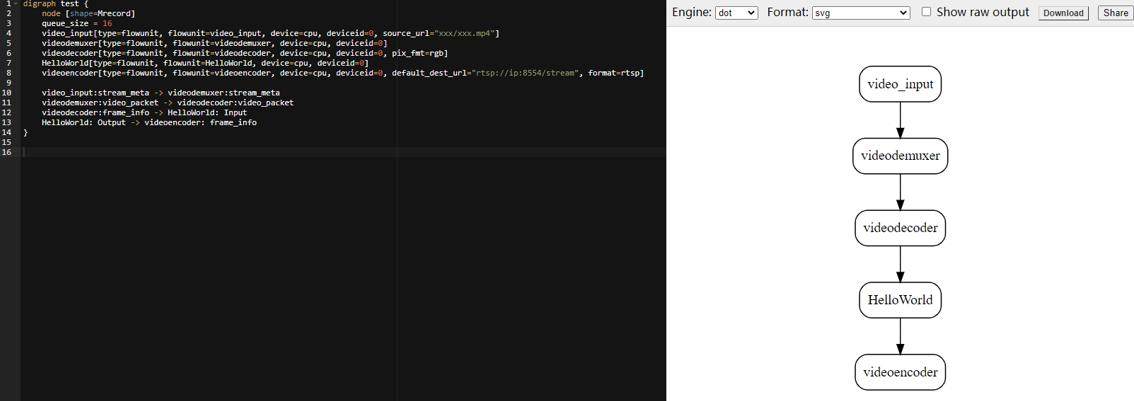 1 digraph test {
2 node [shape=Mrecord]
3 queue_size = 16
4 video_input[type=flowunit, flowunit=video_input, device=cpu, deviceid=0, source_url="xxx/xxx.mp4"]
5 videodemuxer[type=flowunit, flowunit=videodemuxer, device=cpu, deviceid=0]
6 videodecoder[type=flowunit, flowunit=videodecoder, device=cpu, deviceid=0, pix_fmt=rgb]
7 HelloWorld[type=flowunit, flowunit=HelloWorld, device=cpu, deviceid=0]
8 videoencoder[type=flowunit, flowunit=videoencoder, device=cpu, deviceid=0, default_dest_url="rtsp://ip:8554/stream", format=rtsp]
9
10 video_input:stream_meta -> videodemuxer:stream_meta
11 videodemuxer:video_packet -> videodecoder:video_packet
12 videodecoder:frame_info -> HelloWorld: Input
13 HelloWorld: Output -> videoencoder: frame_info
14 }
15
16
Engine: dot Format: svg Show raw output Download Share
video_input
videodemuxer
videodecoder
HelloWorld
videoencoder